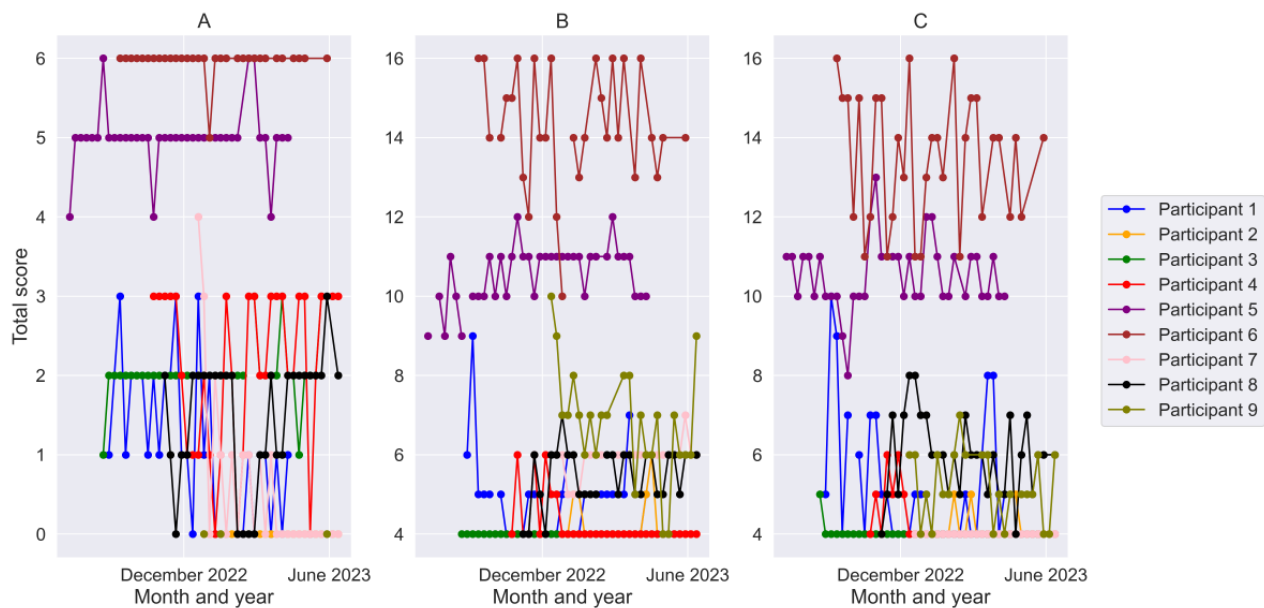 A
B
C
Total score
6
5
4
3
2
1
0
16
14
12
10
8
6
4
16
14
12
10
8
6
4
December 2022 June 2023
Month and year
December 2022 June 2023
Month and year
December 2022 June 2023
Month and year
Participant 1
Participant 2
Participant 3
Participant 4
Participant 5
Participant 6
Participant 7
Participant 8
Participant 9